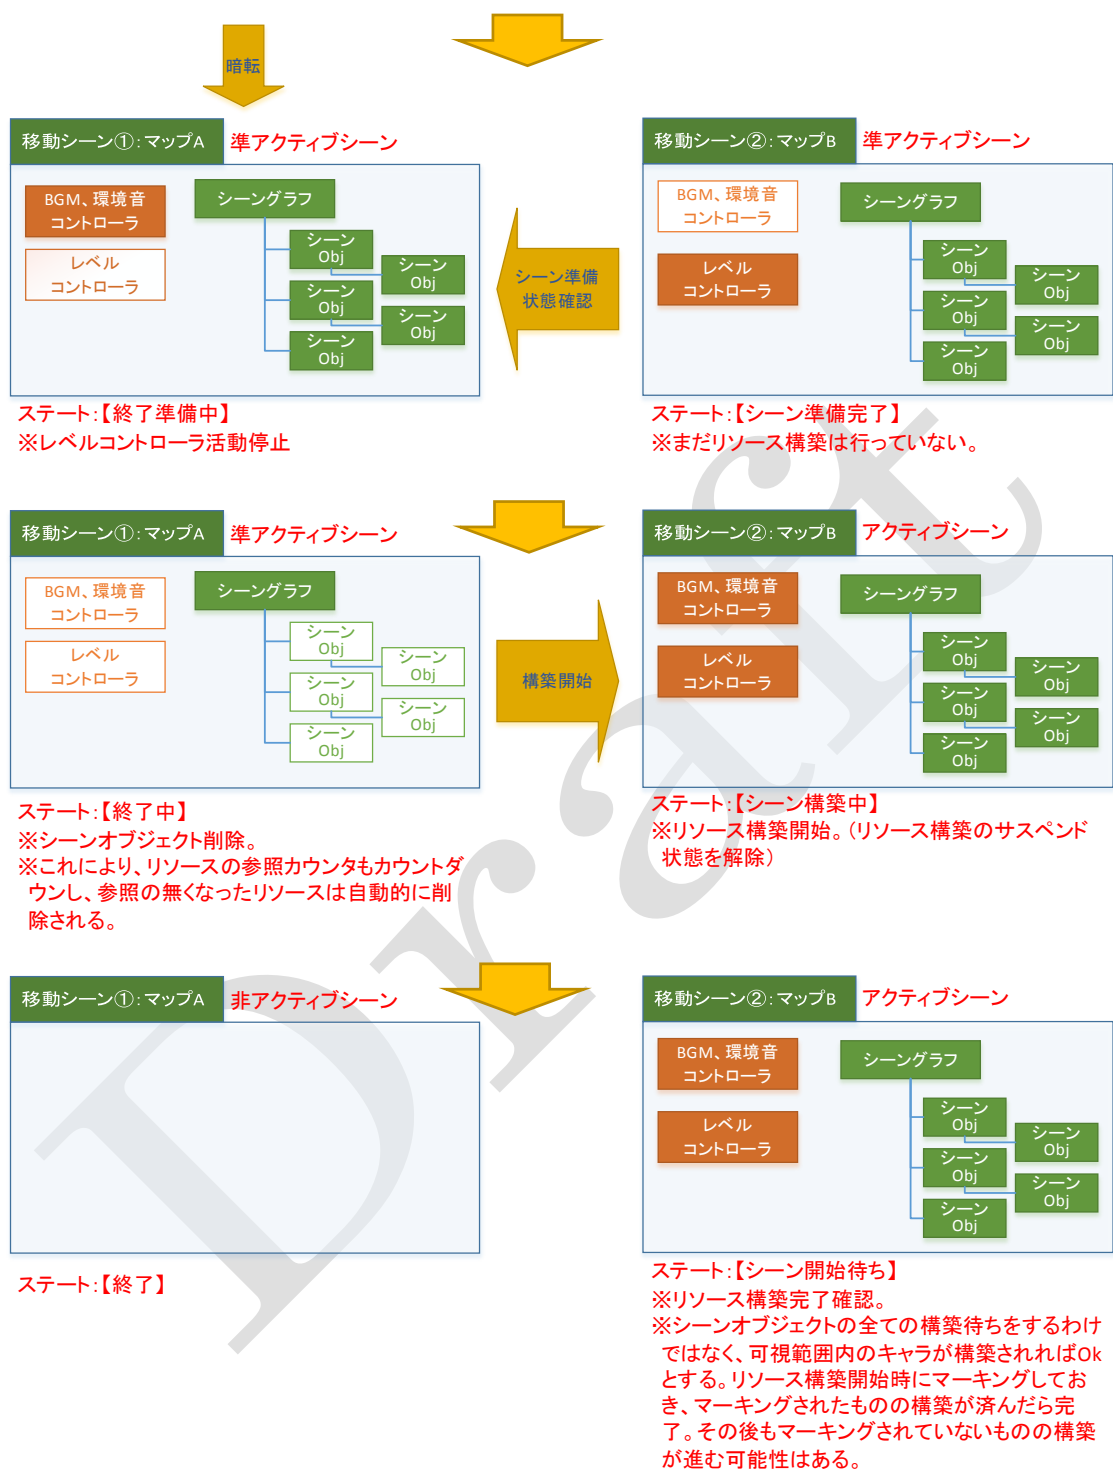 暗転
移動シーン①:マップA
準アクティブシーン
BGM、環境音
コントローラ
レベル
コントローラ
シーングラフ
シーン
Obj
シーン
Obj
シーン
Obj
シーン
Obj
シーン
Obj
シーン準備
状態確認
移動シーン②:マップB
準アクティブシーン
BGM、環境音
コントローラ
レベル
コントローラ
シーングラフ
シーン
Obj
シーン
Obj
シーン
Obj
シーン
Obj
シーン
Obj
ステート:【終了準備中】
※レベルコントローラ活動停止
ステート:【シーン準備完了】
※まだリソース構築は行っていない。
移動シーン①:マップA
準アクティブシーン
BGM、環境音
コントローラ
レベル
コントローラ
シーングラフ
シーン
Obj
シーン
Obj
シーン
Obj
シーン
Obj
シーン
Obj
構築開始
移動シーン②:マップB
アクティブシーン
BGM、環境音
コントローラ
レベル
コントローラ
シーングラフ
シーン
Obj
シーン
Obj
シーン
Obj
シーン
Obj
シーン
Obj
ステート:【終了中】
※シーンオブジェクト削除。
※これにより、リソースの参照カウンタもカウントダ
ウンし、参照の無くなったリソースは自動的に削
除される。
ステート:【シーン構築中】
※リソース構築開始。(リソース構築のサスペンド
状態を解除)
移動シーン①:マップA
非アクティブシーン
移動シーン②:マップB
アクティブシーン
BGM、環境音
コントローラ
レベル
コントローラ
シーングラフ
シーン
Obj
シーン
Obj
シーン
Obj
シーン
Obj
シーン
Obj
ステート:【終了】
ステート:【シーン開始待ち】
※リソース構築完了確認。
※シーンオブジェクトの全ての構築待ちをするわけ
ではなく、可視範囲内のキャラが構築されればOk
とする。リソース構築開始時にマーキングしてお
き、マーキングされたものの構築が済んだら完
了。その後もマーキングされていないものの構築
が進む可能性はある。
Draft